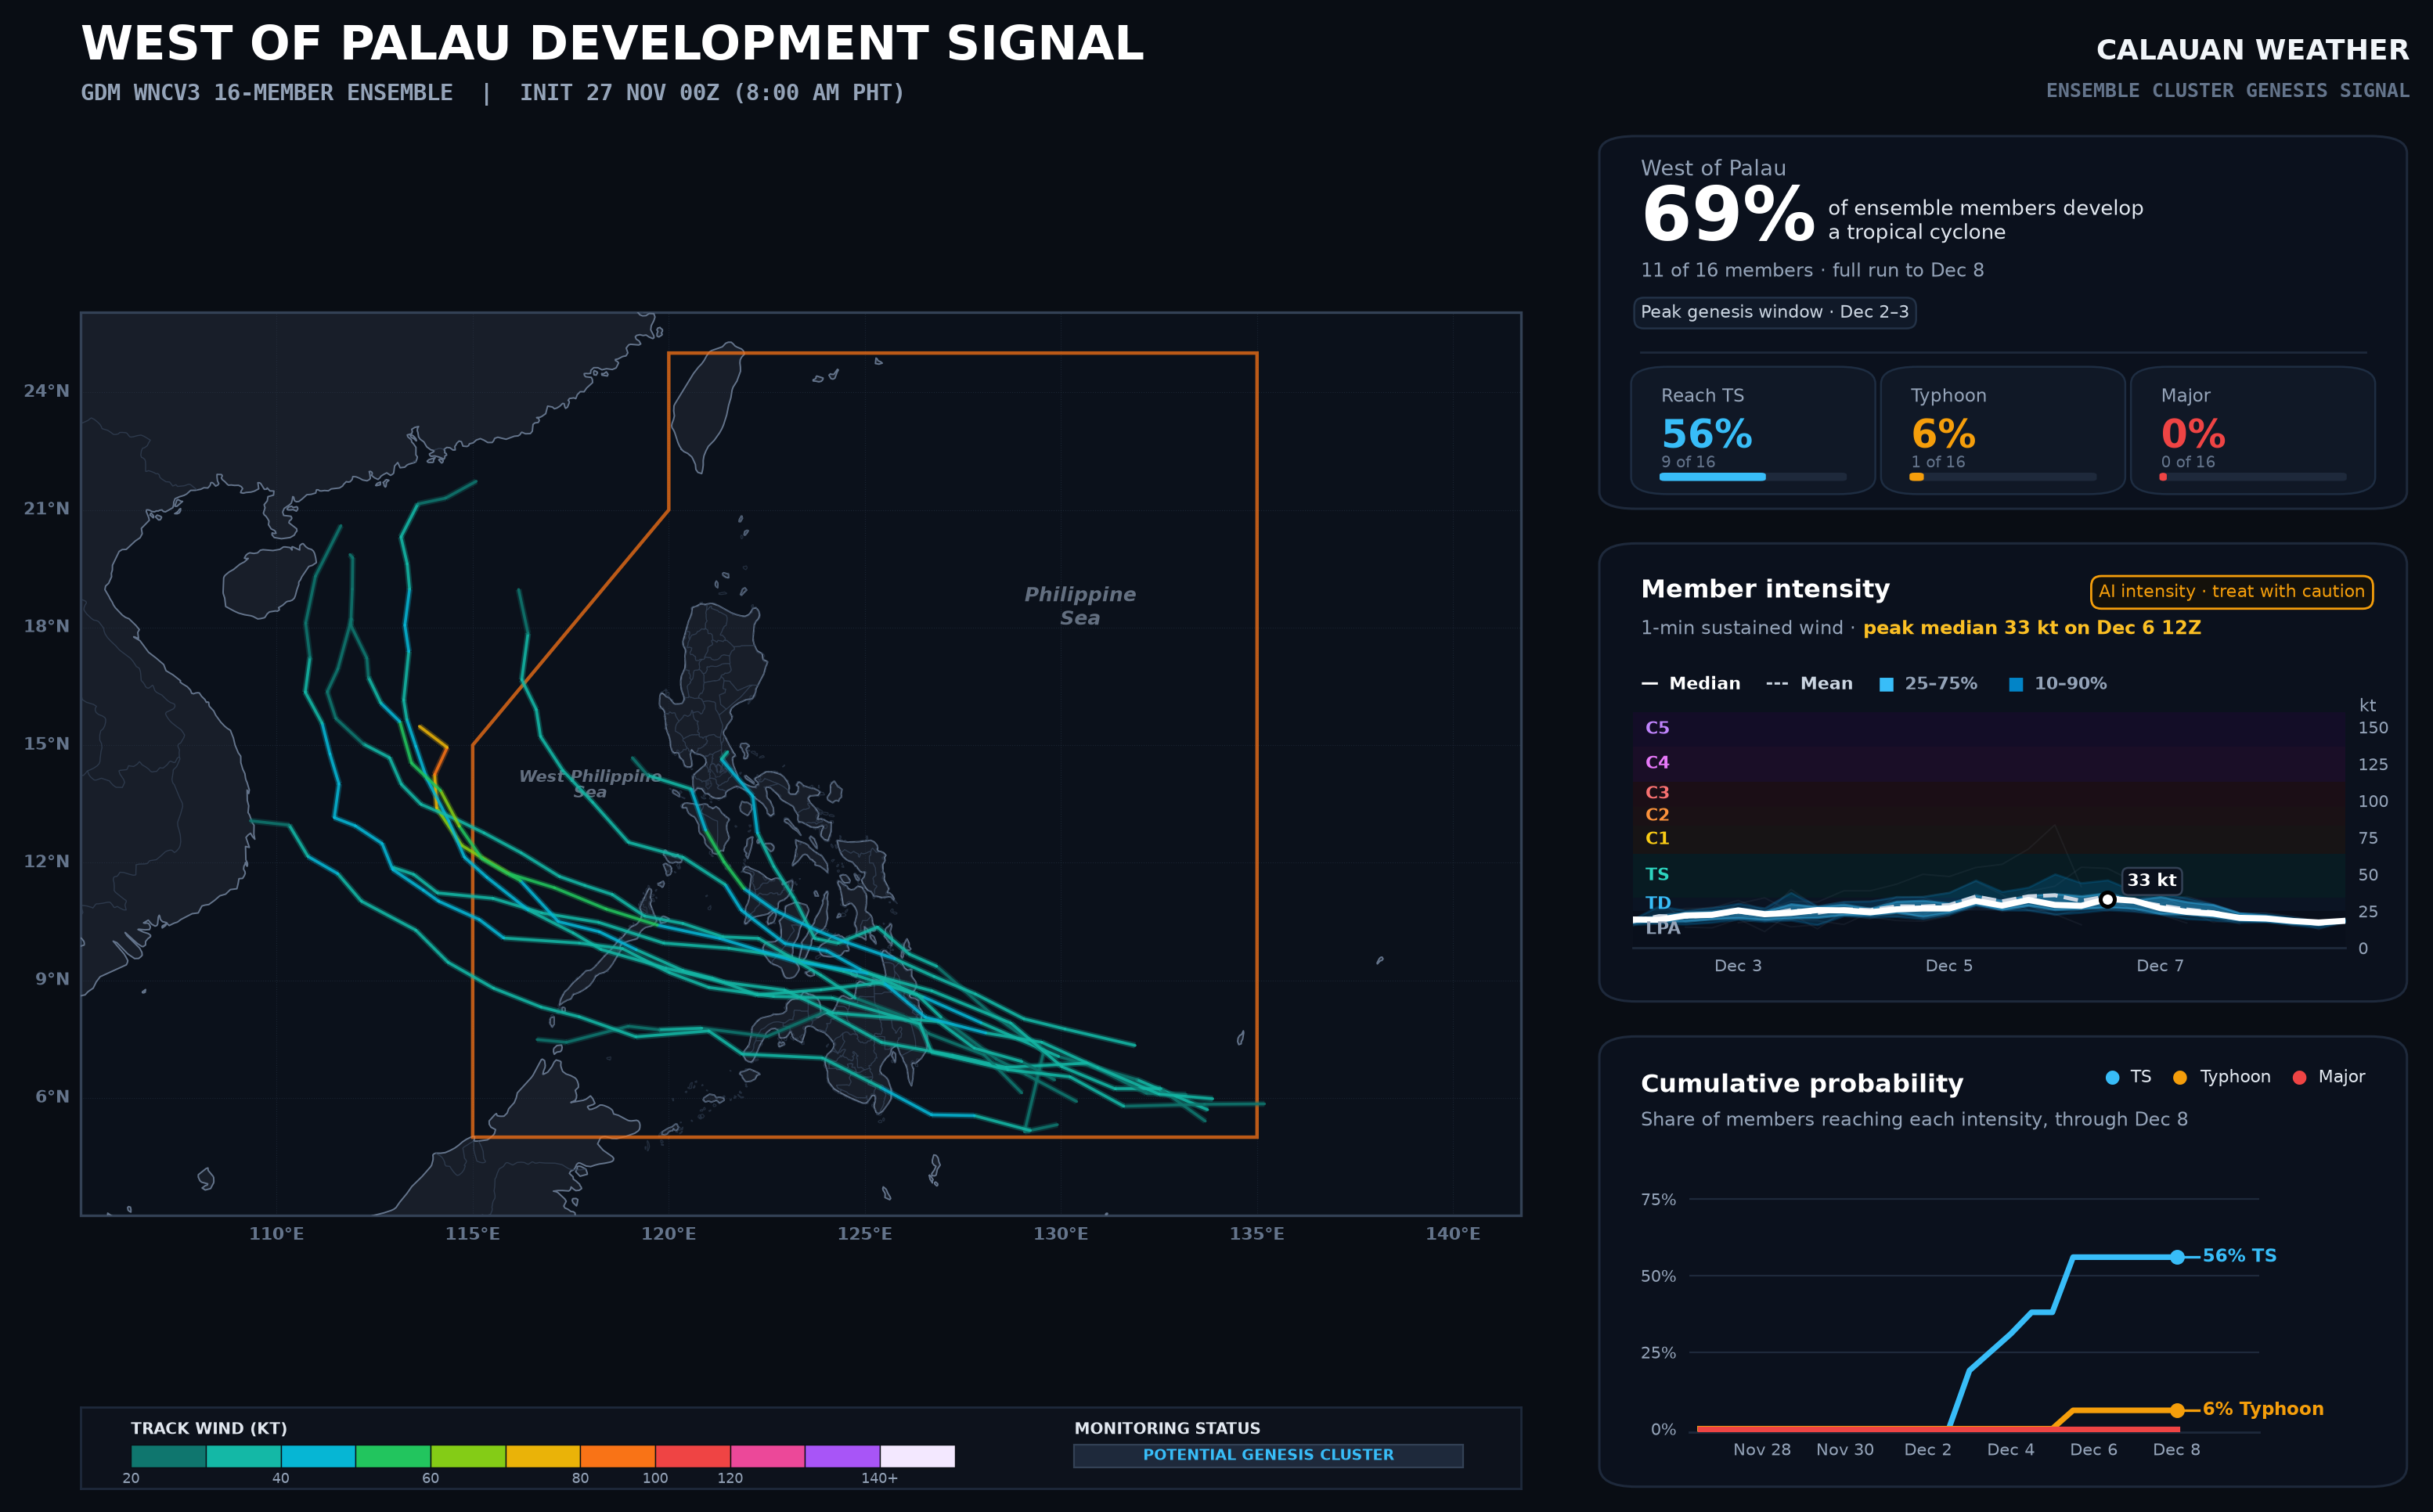 WEST OF PALAU DEVELOPMENT SIGNAL
GDM WNCV3 16-MEMBER ENSEMBLE | INIT 27 NOV 00Z (8:00 AM PHT)
CALAUAN WEATHER
ENSEMBLE CLUSTER GENESIS SIGNAL
24°N
21°N
18°N
15°N
12°N
9°N
6°N
Philippine
Sea
West Philippine
Sea
110°E
115°E
120°E
125°E
130°E
135°E
140°E
TRACK WIND (KT)
20
40
60
80
100
120
140+
MONITORING STATUS
POTENTIAL GENESIS CLUSTER
West of Palau
69%
of ensemble members develop
a tropical cyclone
11 of 16 members · full run to Dec 8
Peak genesis window · Dec 2–3
Reach TS
56%
9 of 16
Typhoon
6%
1 of 16
Major
0%
0 of 16
Member intensity
AI intensity · treat with caution
1-min sustained wind · peak median 33 kt on Dec 6 12Z
Median
Mean
25–75%
10–90%
kt
C5
C4
C3
C2
C1
TS
TD
LPA
150
125
100
75
50
25
0
33 kt
Dec 3
Dec 5
Dec 7
Cumulative probability
TS
Typhoon
Major
Share of members reaching each intensity, through Dec 8
75%
50%
25%
0%
56% TS
6% Typhoon
Nov 28
Nov 30
Dec 2
Dec 4
Dec 6
Dec 8